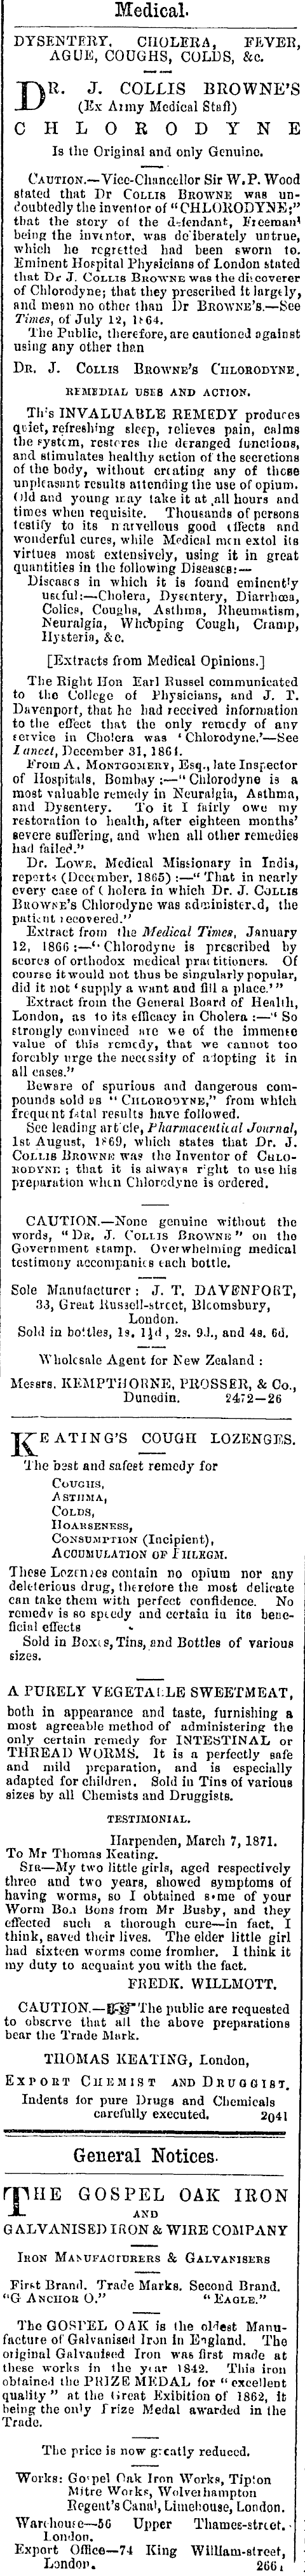 Medical.
DYSENTERY, CHOLERA, FEVER,
AGUE, COUGHS, COLDS, &c.
DR. J. COLLIS BROWNE'S
(Ex Army Medical Staff)
CHLORODYNE
Is the Original and only Genuine.
CAUTION.—Vice-Chancellor Sir W. P. Wood
stated that Dr COLLIS BROWNE was un-
doubtedly the inventor of "CHLORODYNE;"
that the story of the defendant, Freeman
being the inventor, was deliberately untrue,
which he regretted had been sworn to.
Eminent Hospital Physicians of London stated
that Dr J. COLLIS BROWNE was the discoverer
of Chlorodyne; that they prescribed it largely,
and mean no other than Dr BROWNE'S.—See
Times, of July 12, 1864.
The Public, therefore, are cautioned against
using any other than
DR. J. COLLIS BROWNE'S CHLORODYNE.
REMEDIAL USES AND ACTION.
This INVALUABLE REMEDY produces
quiet, refreshing sleep, relieves pain, calms
the system, restores the deranged functions,
and stimulates healthy action of the secretions
of the body, without creating any of those
unpleasant results attending the use of opium.
Old and young may take it at all hours and
times when requisite. Thousands of persons
testify to its marvellous good effects and
wonderful cures, while Medical men extol its
virtues most extensively, using it in great
quantities in the following Diseases:—
Diseases in which it is found eminently
useful:—Cholera, Dysentery, Diarrhœa,
Colics, Coughs, Asthma, Rheumatism,
Neuralgia, Whooping Cough, Cramp,
Hysteria, &c.
[Extracts from Medical Opinions.]
The Right Hon Earl Russel communicated
to the College of Physicians, and J. T.
Davenport, that he had received information
to the effect that the only remedy of any
service in Cholera was 'Chlorodyne.'—See
Lancet, December 31, 1864.
From A. MONTGOMERY, Esq., late Inspector
of Hospitals, Bombay:—"Chlorodyne is a
most valuable remedy in Neuralgia, Asthma,
and Dysentery. To it I fairly owe my
restoration to health, after eighteen months'
severe suffering, and when all other remedies
had failed."
Dr. LOWE, Medical Missionary in India,
reports (December, 1865):—"That in nearly
every case of Cholera in which Dr. J. COLLIS
BROWNE'S Chlorodyne was administered, the
patient recovered."
Extract from the Medical Times, January
12, 1866:—"Chlorodyne is prescribed by
scores of orthodox medical practitioners. Of
course it would not thus be singularly popular,
did it not 'supply a want and fill a place.'"
Extract from the General Board of Health,
London, as to its efficacy in Cholera:—"So
strongly convinced are we of the immense
value of this remedy, that we cannot too
forcibly urge the necessity of adopting it in
all cases."
Beware of spurious and dangerous com-
pounds sold as "CHLORODYNE," from which
frequent fatal results have followed.
See leading article, Pharmaceutical Journal,
1st August, 1869, which states that Dr. J.
COLLIS BROWNE was the Inventor of CHLO-
RODYNE; that it is always right to use his
preparation when Chlorodyne is ordered.
CAUTION.—None genuine without the
words, "DR. J. COLLIS BROWNE" on the
Government stamp. Overwhelming medical
testimony accompanies each bottle.
Sole Manufacturer: J. T. DAVENPORT,
33, Great Russell-street, Bloomsbury,
London.
Sold in bottles, 1s. 1½d, 2s. 9d., and 4s. 6d.
Wholesale Agent for New Zealand:
Messrs. KEMPTHORNE, PROSSER, & Co.,
Dunedin. 2472—26
KEATING'S COUGH LOZENGES.
The best and safest remedy for
COUGHS,
ASTHMA,
COLDS,
HOARSENESS,
CONSUMPTION (Incipient),
ACCUMULATION OF PHLEGM.
These Lozenges contain no opium nor any
deleterious drug, therefore the most delicate
can take them with perfect confidence. No
remedy is so speedy and certain in its bene-
ficial effects
Sold in Boxes, Tins, and Bottles of various
sizes.
A PURELY VEGETABLE SWEETMEAT,
both in appearance and taste, furnishing a
most agreeable method of administering the
only certain remedy for INTESTINAL or
THREAD WORMS. It is a perfectly safe
and mild preparation, and is especially
adapted for children. Sold in Tins of various
sizes by all Chemists and Druggists.
TESTIMONIAL.
Harpenden, March 7, 1871.
To Mr Thomas Keating.
SIR—My two little girls, aged respectively
three and two years, showed symptoms of
having worms, so I obtained some of your
Worm Bon Bons from Mr Busby, and they
effected such a thorough cure—in fact, I
think, saved their lives. The elder little girl
had sixteen worms come from her. I think it
my duty to acquaint you with the fact.
FREDK. WILLMOTT.
CAUTION.—☞The public are requested
to observe that all the above preparations
bear the Trade Mark.
THOMAS KEATING, London,
EXPORT CHEMIST AND DRUGGIST.
Indents for pure Drugs and Chemicals
carefully executed. 2041
General Notices.
THE GOSPEL OAK IRON
AND
GALVANISED IRON & WIRE COMPANY
IRON MANUFACTURERS & GALVANISERS
First Brand. Trade Marks. Second Brand.
"G ANCHOR O." "EAGLE."
The GOSPEL OAK is the oldest Manu-
facture of Galvanised Iron in England. The
original Galvanised Iron was first made at
these works in the year 1842. This iron
obtained the PRIZE MEDAL for "excellent
quality" at the Great Exibition of 1862, it
being the only Prize Medal awarded in the
Trade.
The price is now greatly reduced.
Works: Gospel Oak Iron Works, Tipton
Mitre Works, Wolverhampton
Regent's Canal, Limehouse, London.
Warehouse—56 Upper Thames-street.
London.
Export Office—74 King William-street,
London. 2661